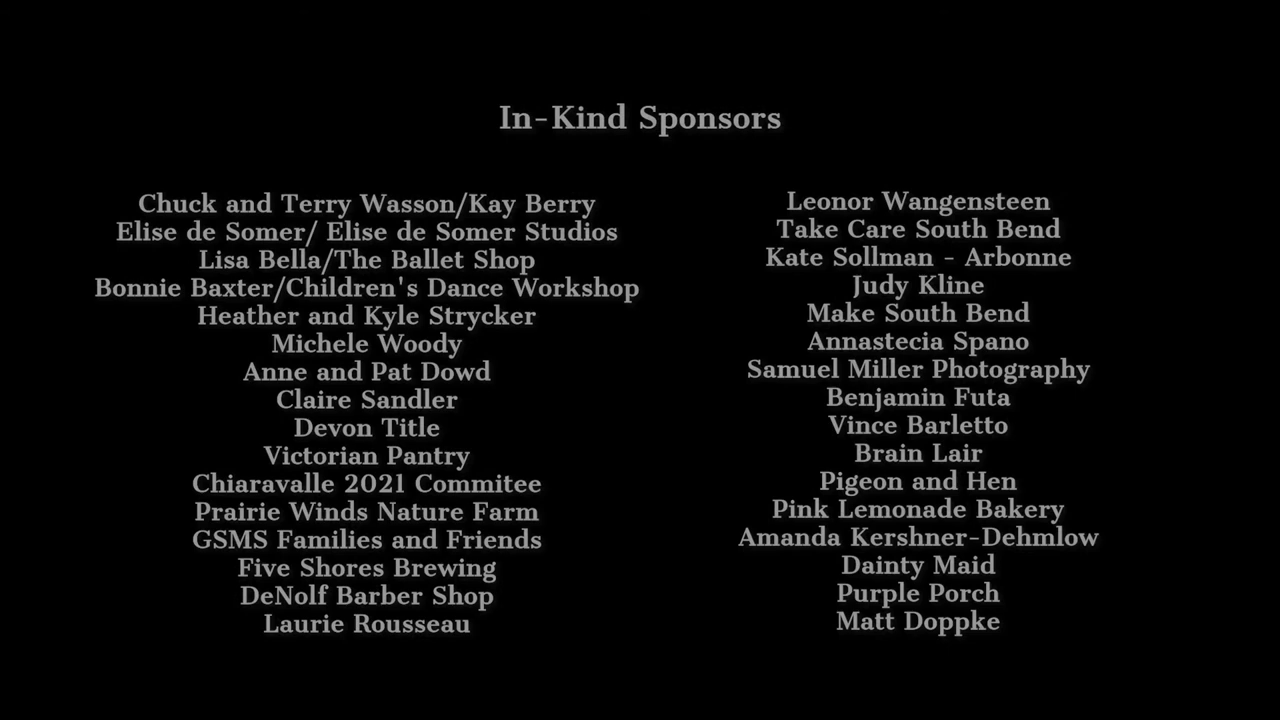 In-Kind Sponsors
Chuck and Terry Wasson/Kay Berry
Elise de Somer/ Elise de Somer Studios
Lisa Bella/The Ballet Shop
Bonnie Baxter/Children's Dance Workshop
Heather and Kyle Strycker
Michele Woody
Anne and Pat Dowd
Claire Sandler
Devon Title
Victorian Pantry
Chiaravalle 2021 Commitee
Prairie Winds Nature Farm
GSMS Families and Friends
Five Shores Brewing
DeNolf Barber Shop
Laurie Rousseau
Leonor Wangensteen
Take Care South Bend
Kate Sollman - Arbonne
Judy Kline
Make South Bend
Annastecia Spano
Samuel Miller Photography
Benjamin Futa
Vince Barletto
Brain Lair
Pigeon and Hen
Pink Lemonade Bakery
Amanda Kershner-Dehmlow
Dainty Maid
Purple Porch
Matt Doppke